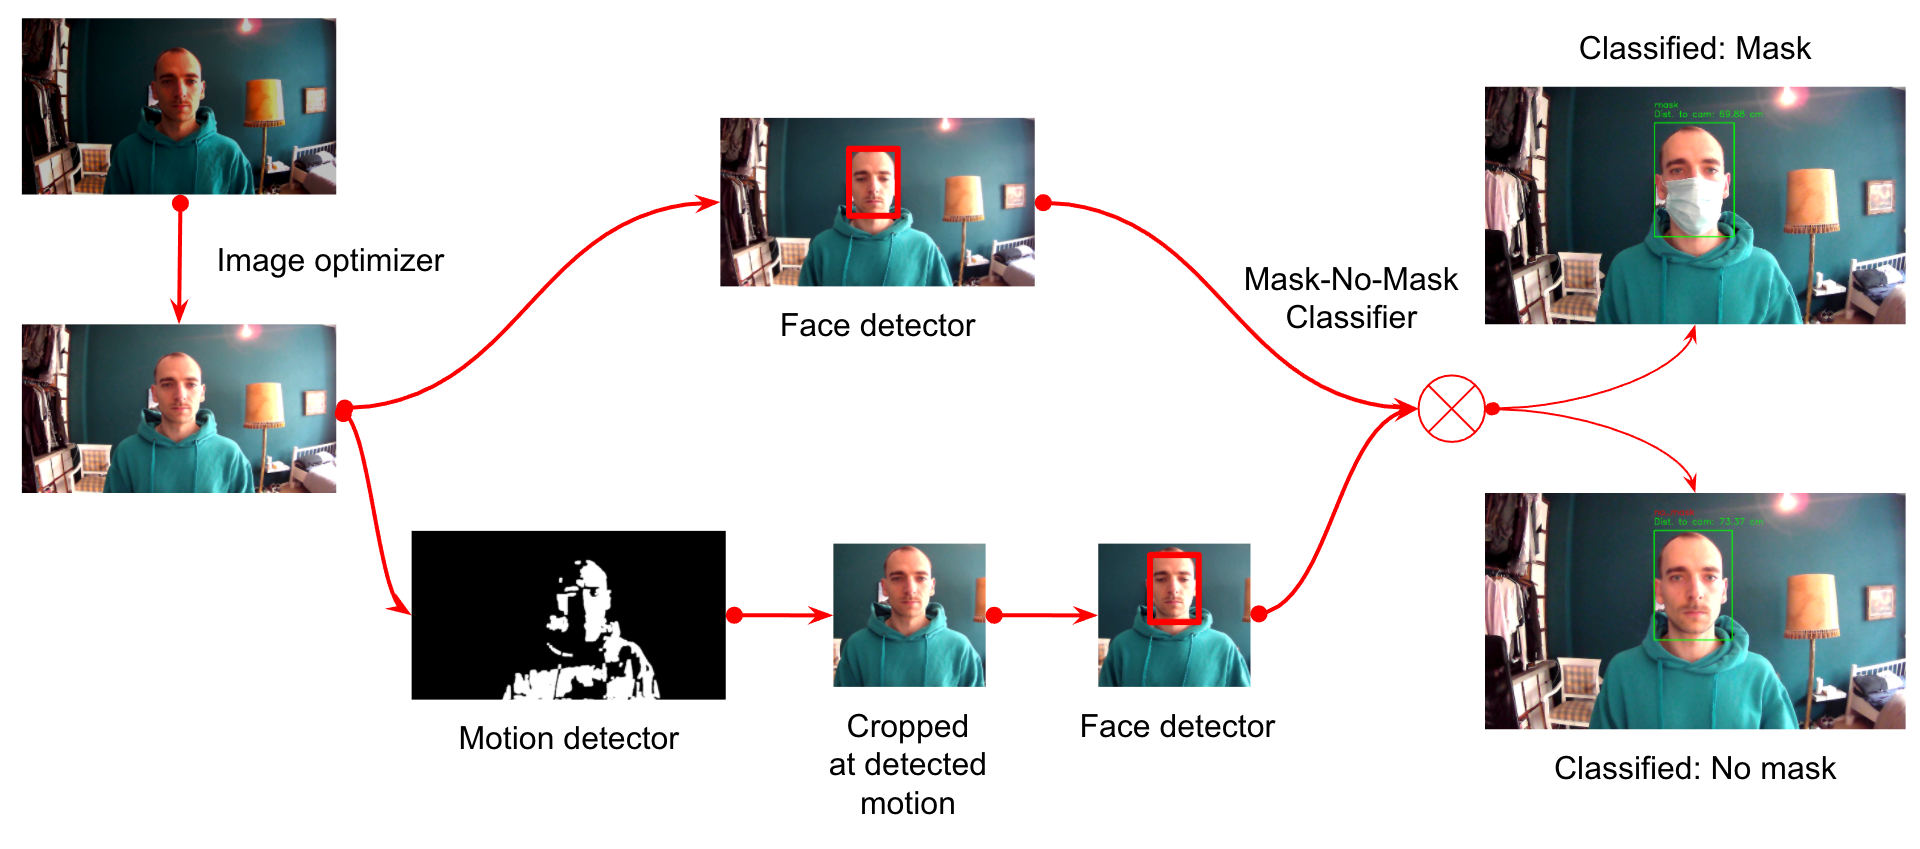 Classified: Mask
mask
Dist. to cam: 69.88 cm
Image optimizer
Mask-No-Mask
Classifier
Face detector
Dist. to cam: 73.37 cm
Motion detector
Cropped
at detected
motion
Face detector
Classified: No mask